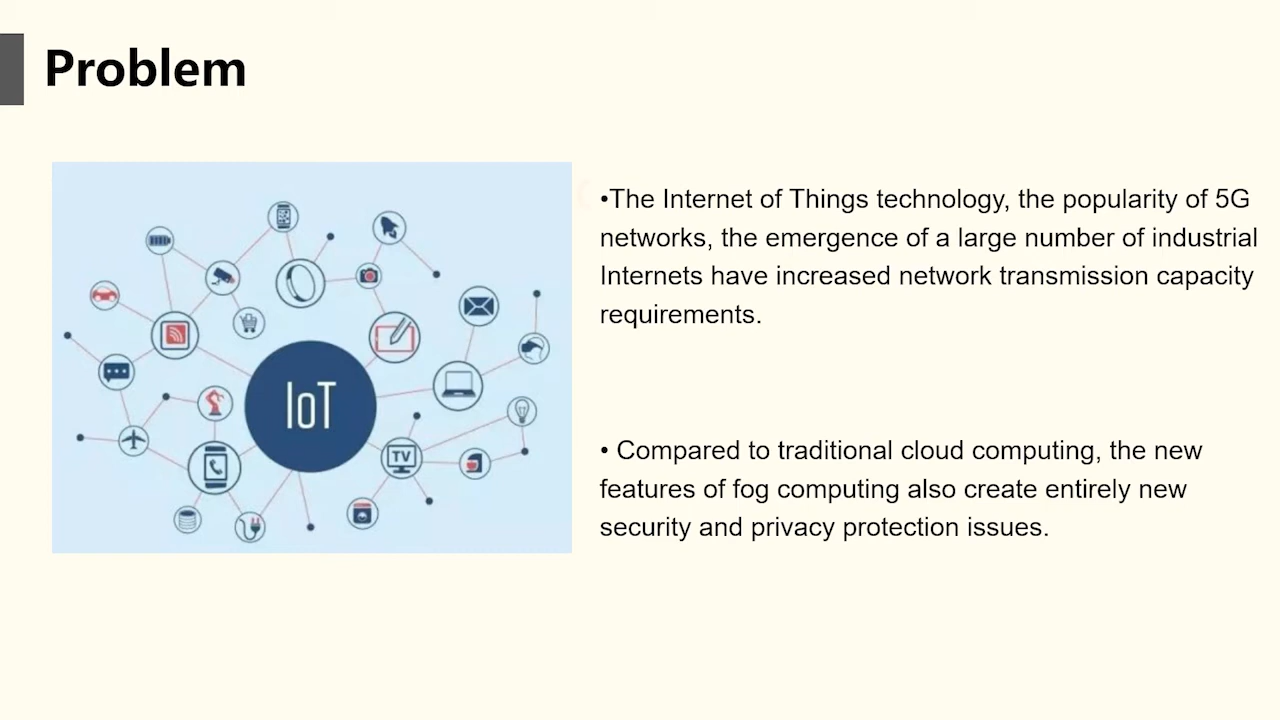 Problem
IoT
TV
•The Internet of Things technology, the popularity of 5G
networks, the emergence of a large number of industrial
Internets have increased network transmission capacity
requirements.
• Compared to traditional cloud computing, the new
features of fog computing also create entirely new
security and privacy protection issues.